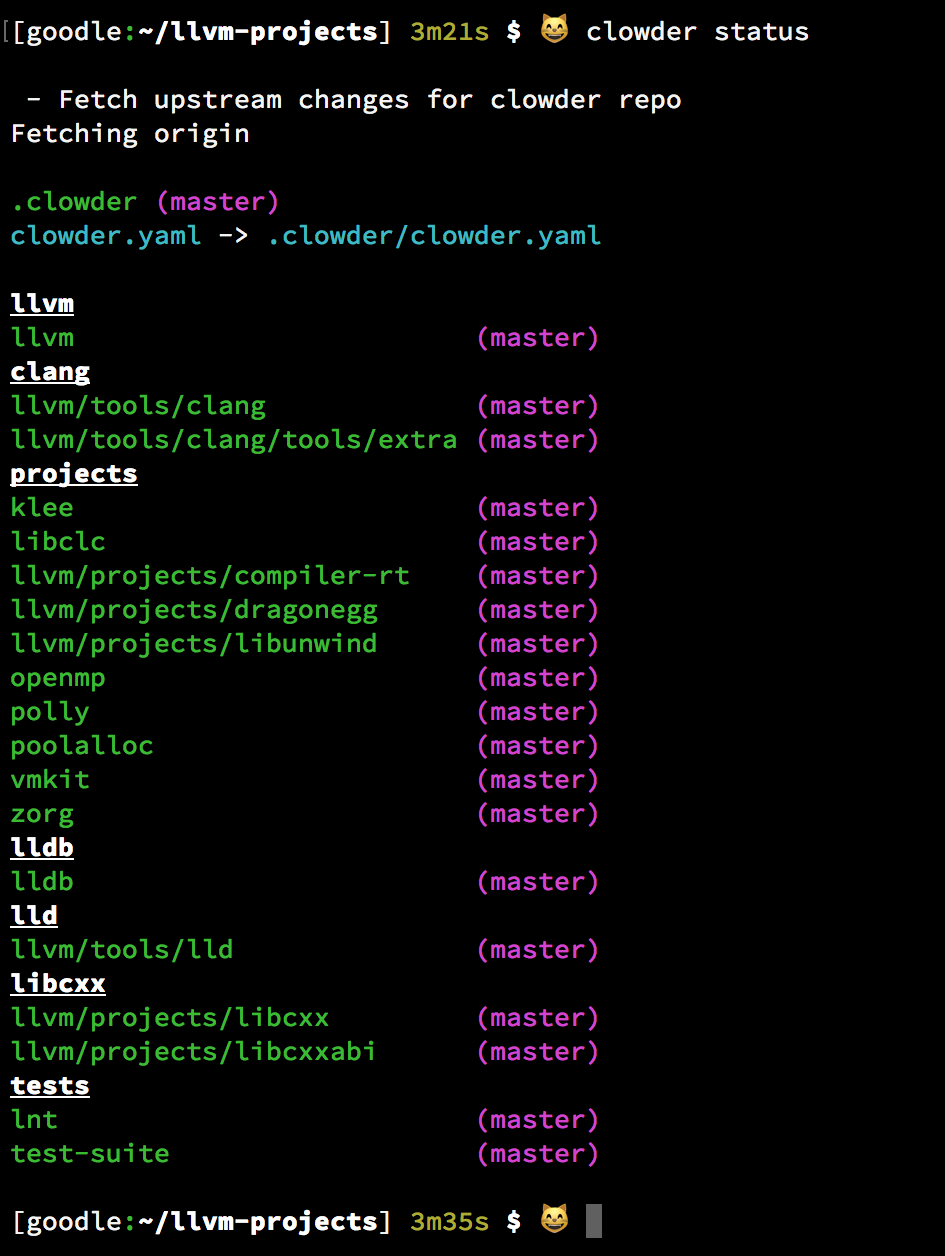 [[goodle:~/llvm-projects] 3m21s $ 😸 clowder status
 - Fetch upstream changes for clowder repo
Fetching origin
.clowder (master)
clowder.yaml -> .clowder/clowder.yaml
llvm
llvm (master)
clang
llvm/tools/clang (master)
llvm/tools/clang/tools/extra (master)
projects
klee (master)
libclc (master)
llvm/projects/compiler-rt (master)
llvm/projects/dragonegg (master)
llvm/projects/libunwind (master)
openmp (master)
polly (master)
poolalloc (master)
vmkit (master)
zorg (master)
lldb
lldb (master)
lld
llvm/tools/lld (master)
libcxx
llvm/projects/libcxx (master)
llvm/projects/libcxxabi (master)
tests
lnt (master)
test-suite (master)
[goodle:~/llvm-projects] 3m35s $ 😸